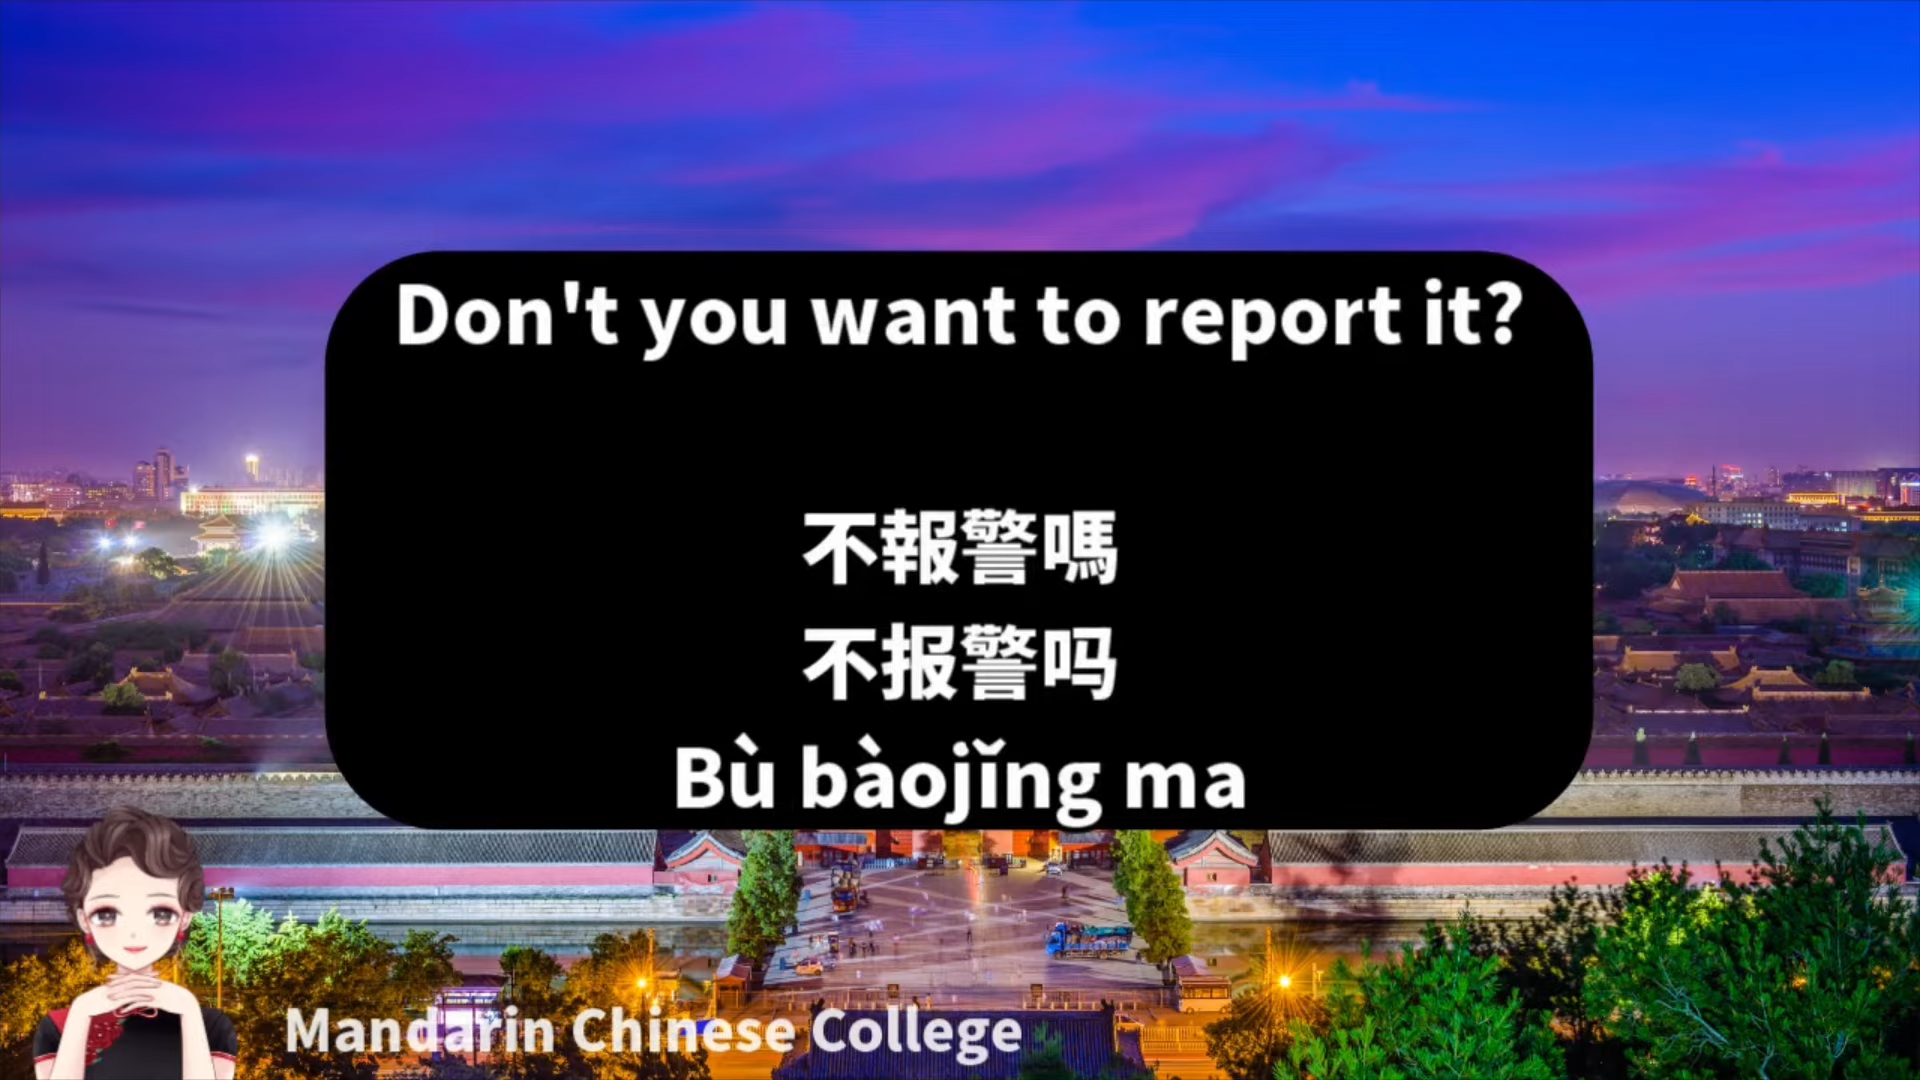 Don't you want to report it?
不報警嗎
不报警吗
Bù bàojǐng ma
Mandarin Chinese College